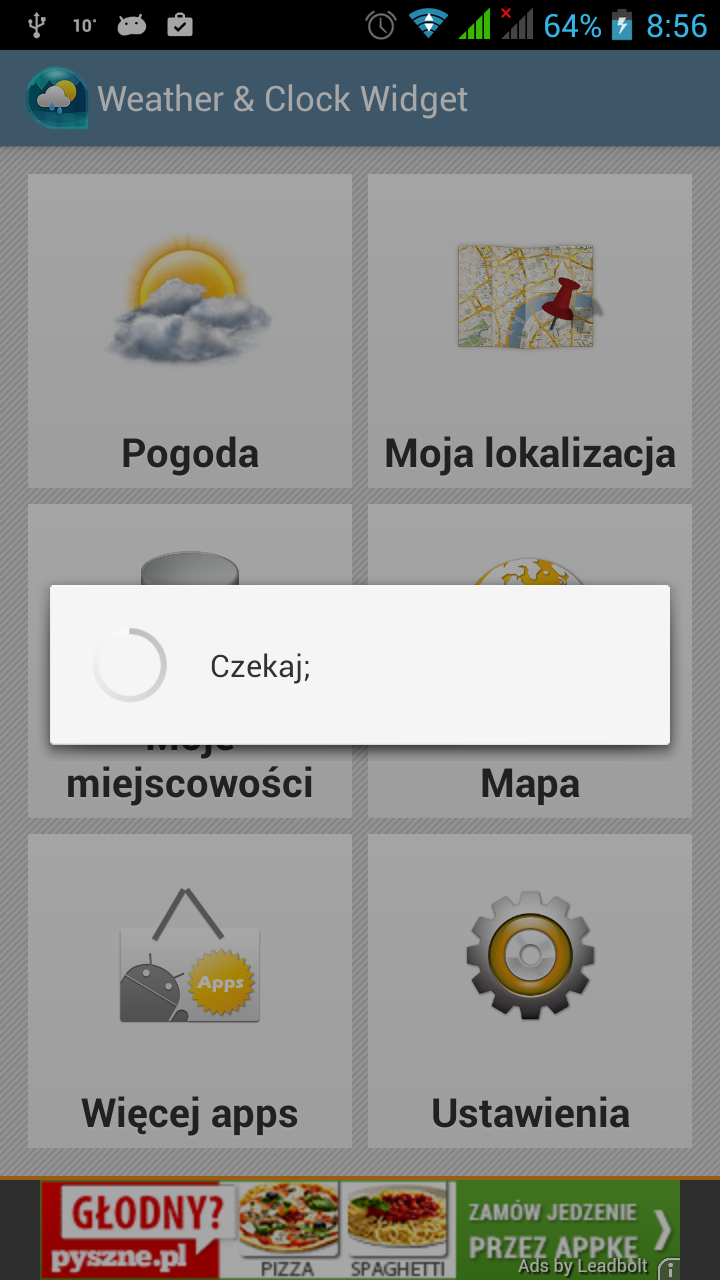 10°
64%
8:56
Weather & Clock Widget
Pogoda
Moja lokalizacja
Czekaj;
Moje
miejscowości
Mapa
Apps
Więcej apps
Ustawienia
GŁODNY?
pyszne.pl
PIZZA
SPAGHETTI
ZAMÓW JEDZENIE
PRZEZ APPKĘ
Ads by Leadbolt